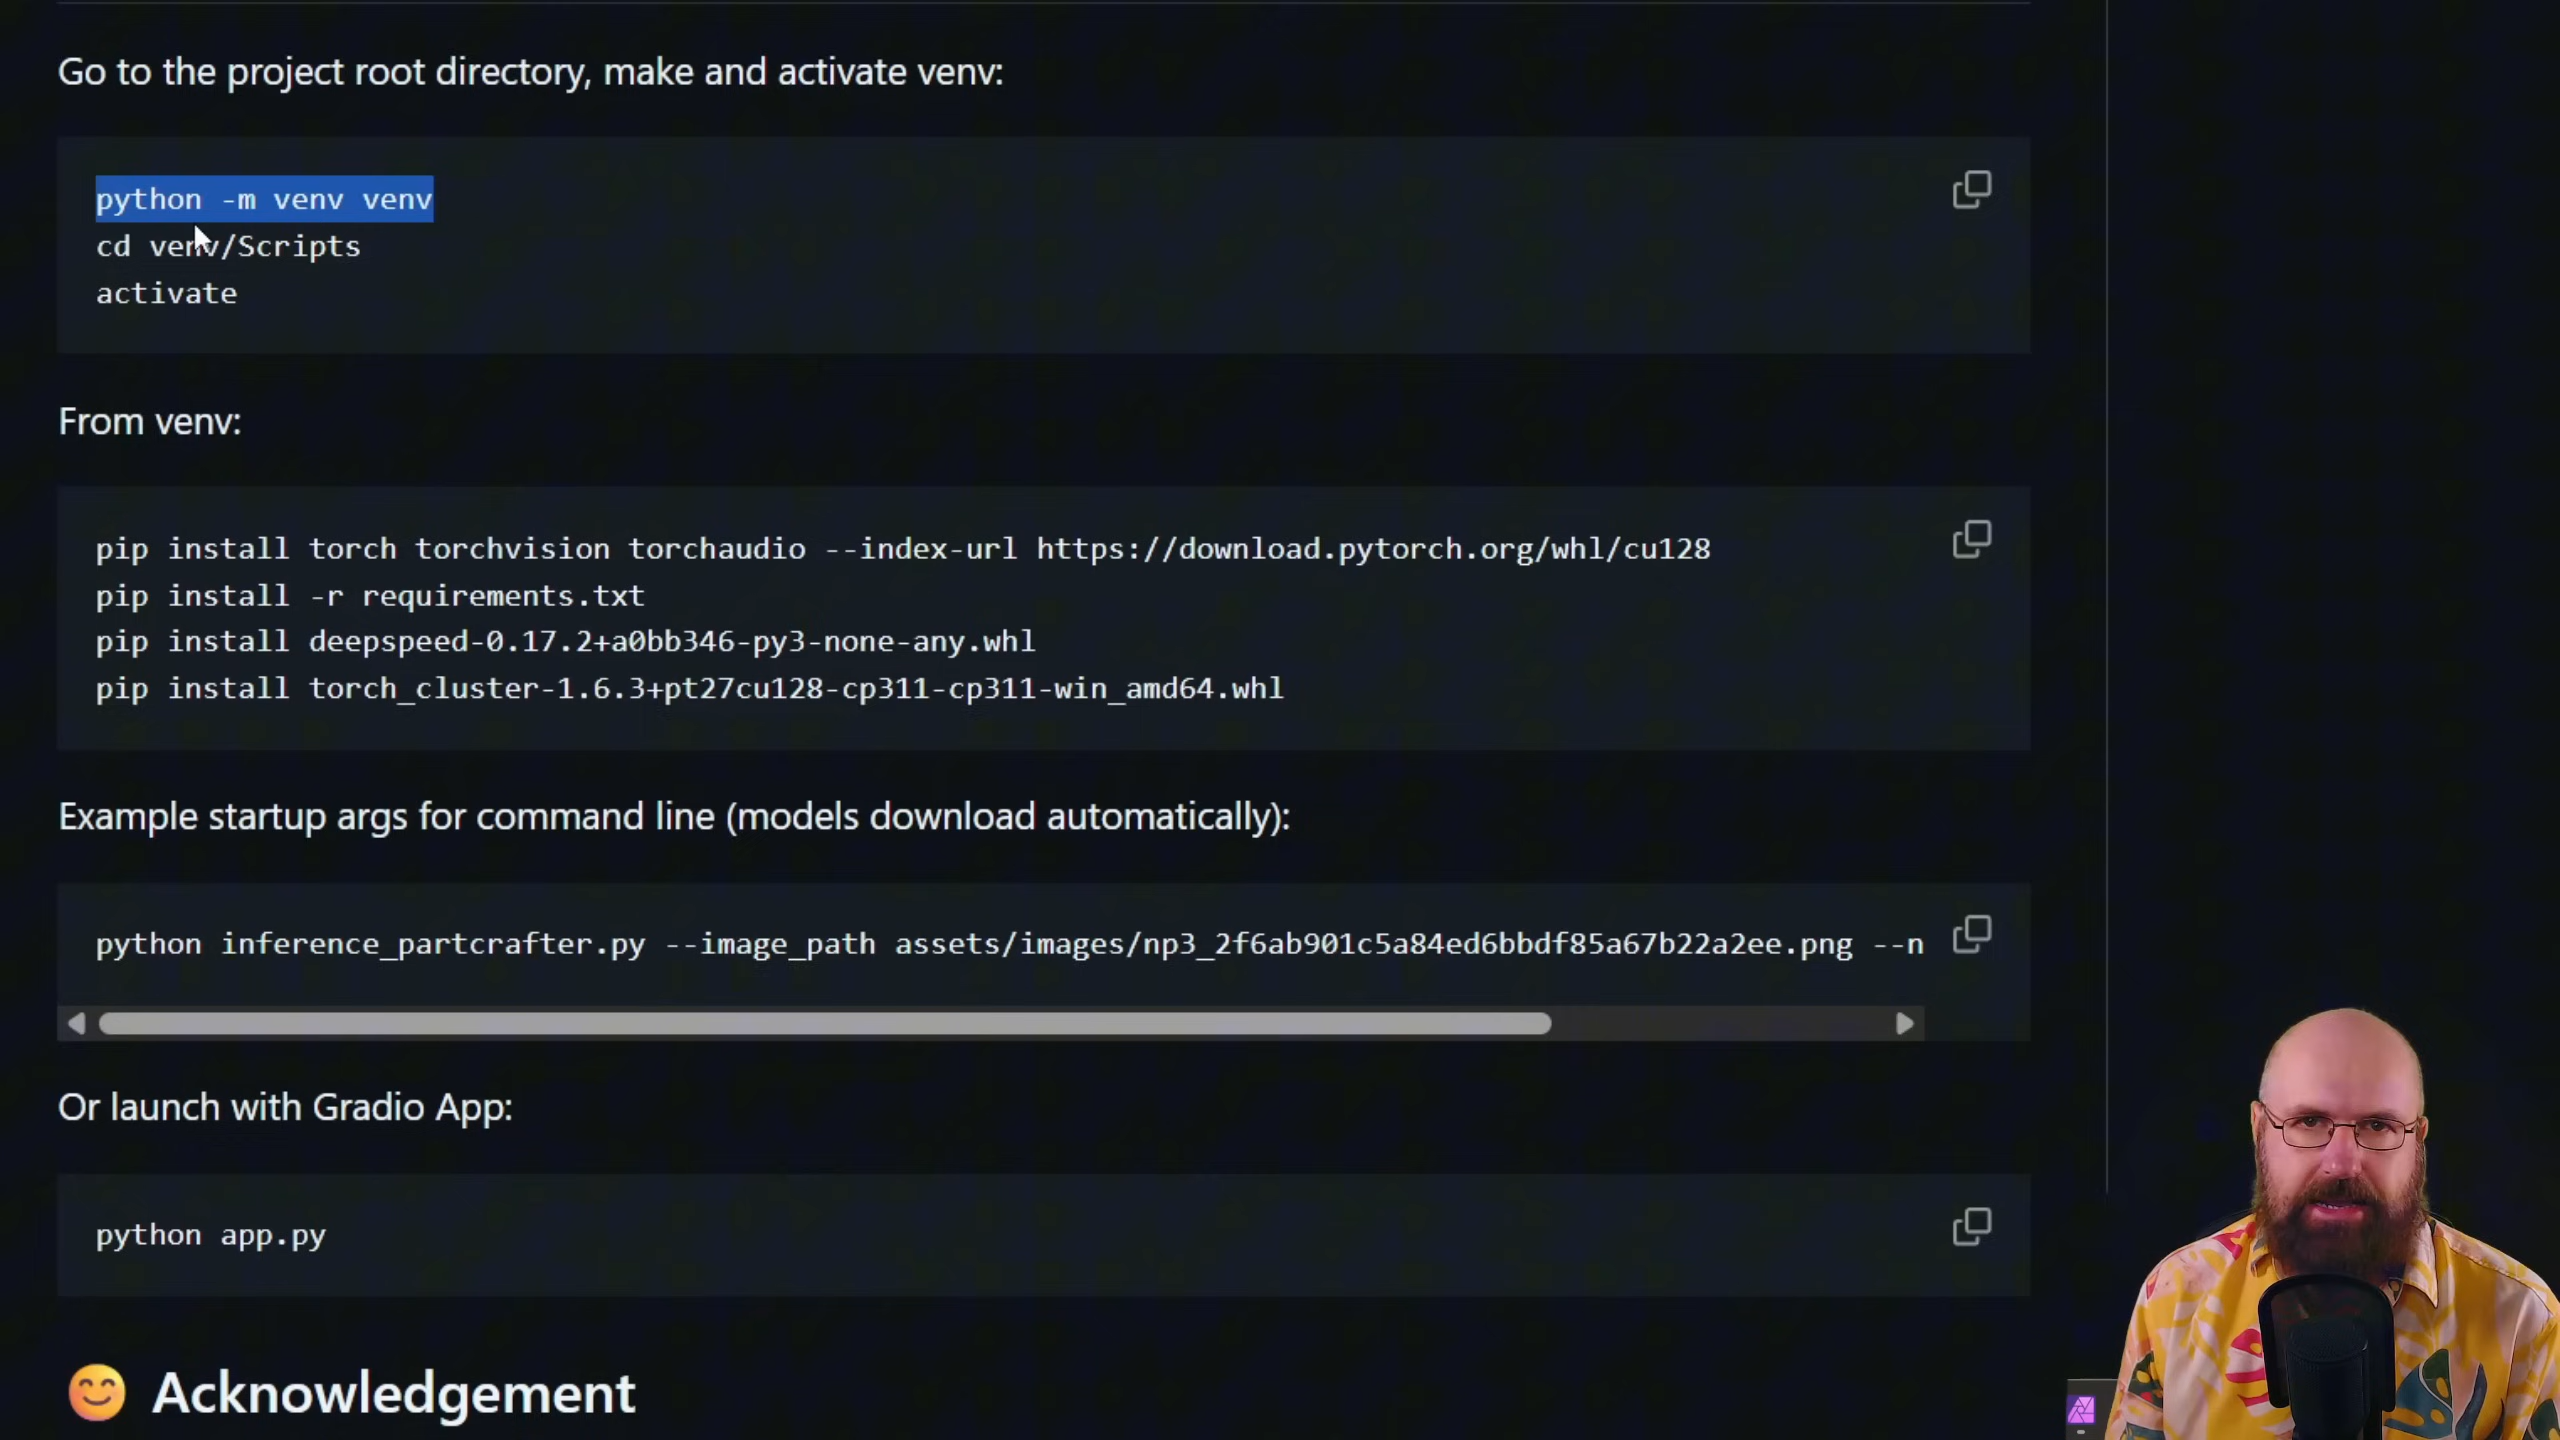 Go to the project root directory, make and activate venv:
python -m venv venv
cd venv/Scripts
activate
From venv:
pip install torch torchvision torchaudio --index-url https://download.pytorch.org/whl/cu128
pip install -r requirements.txt
pip install deepspeed-0.17.2+a0bb346-py3-none-any.whl
pip install torch_cluster-1.6.3+pt27cu128-cp311-cp311-win_amd64.whl
Example startup args for command line (models download automatically):
python inference_partcrafter.py --image_path assets/images/np3_2f6ab901c5a84ed6bbdf85a67b22a2ee.png --n
Or launch with Gradio App:
python app.py
😊 Acknowledgement